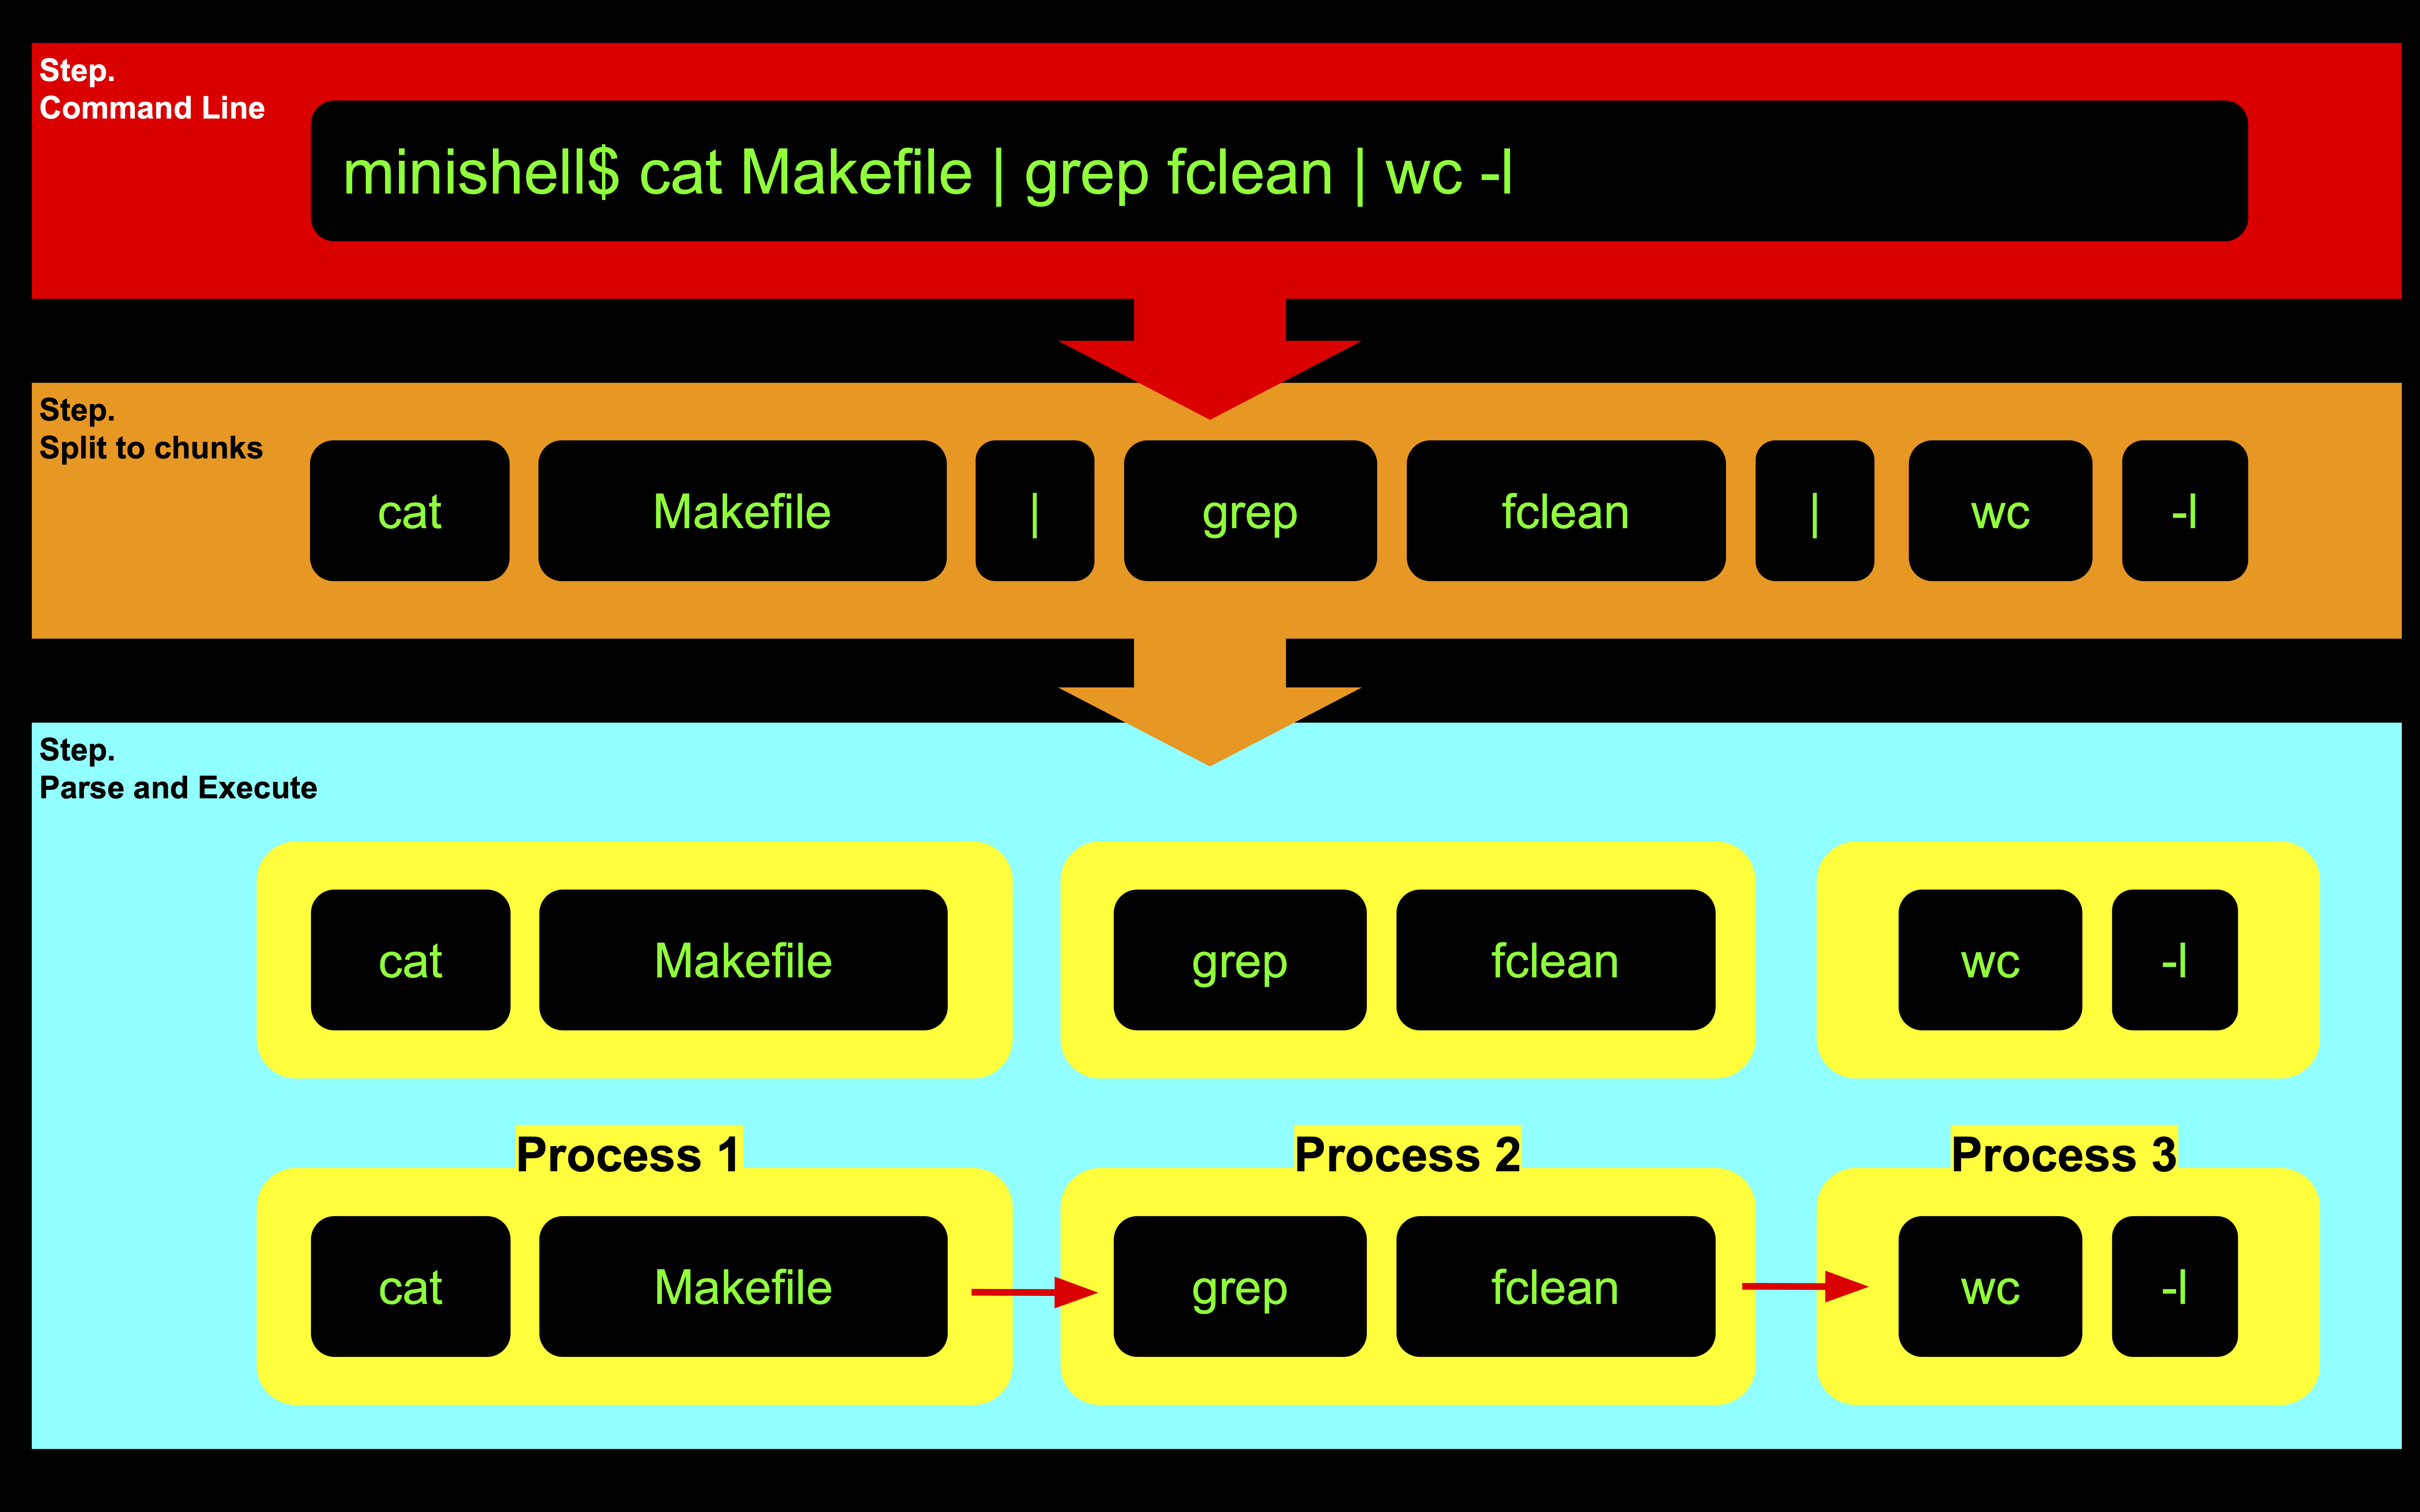 Step.
Command Line
minishell$ cat Makefile | grep fclean | wc -l
Step.
Split to chunks
cat Makefile | grep fclean | wc -l
Step.
Parse and Execute
cat Makefile grep fclean wc -l
Process 1 Process 2 Process 3
cat Makefile grep fclean wc -l